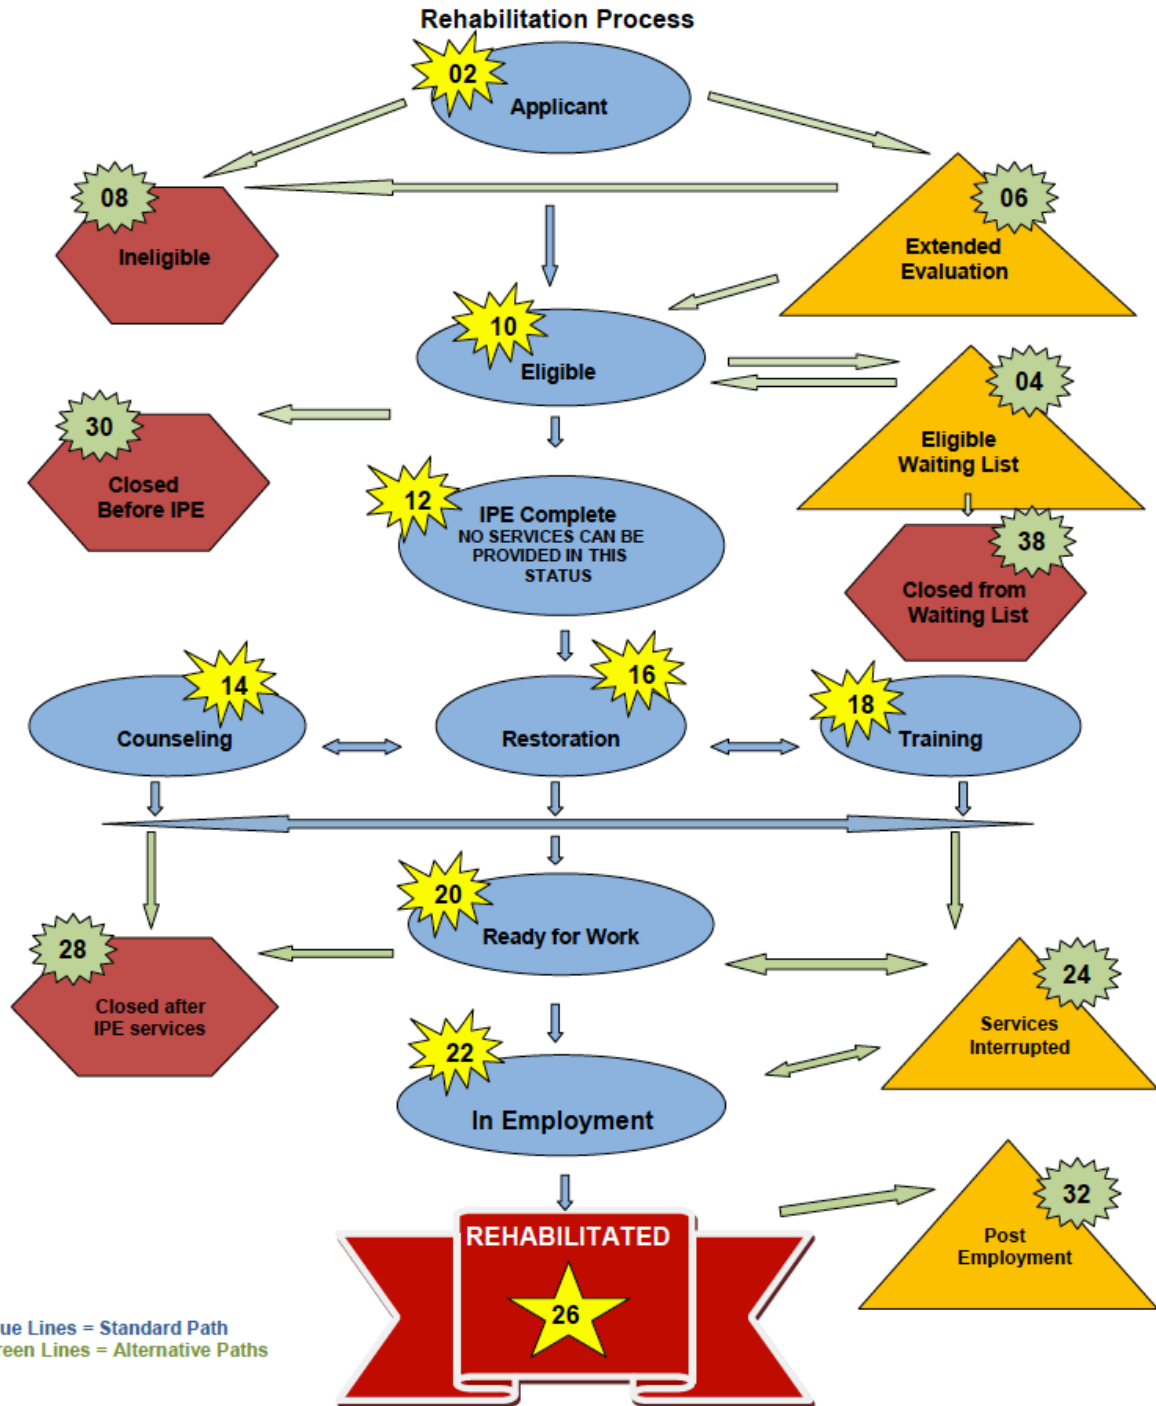 Rehabilitation Process
02
Applicant
08
Ineligible
06
Extended
Evaluation
10
Eligible
04
Eligible
Waiting List
30
Closed
Before IPE
12
IPE Complete
NO SERVICES CAN BE
PROVIDED IN THIS
STATUS
38
Closed from
Waiting List
14
Counseling
16
Restoration
18
Training
20
Ready for Work
28
Closed after
IPE services
24
Services
Interrupted
22
In Employment
32
Post
Employment
REHABILITATED
26
ue Lines = Standard Path
reen Lines = Alternative Paths